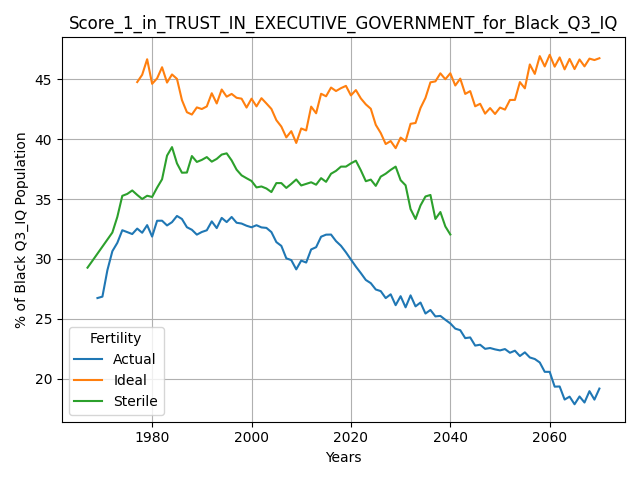 Score_1_in_TRUST_IN_EXECUTIVE_GOVERNMENT_for_Black_Q3_IQ
% of Black Q3_IQ Population
45
40
35
30
25
20
Fertility
Actual
Ideal
Sterile
1980 2000 2020 2040 2060
Years